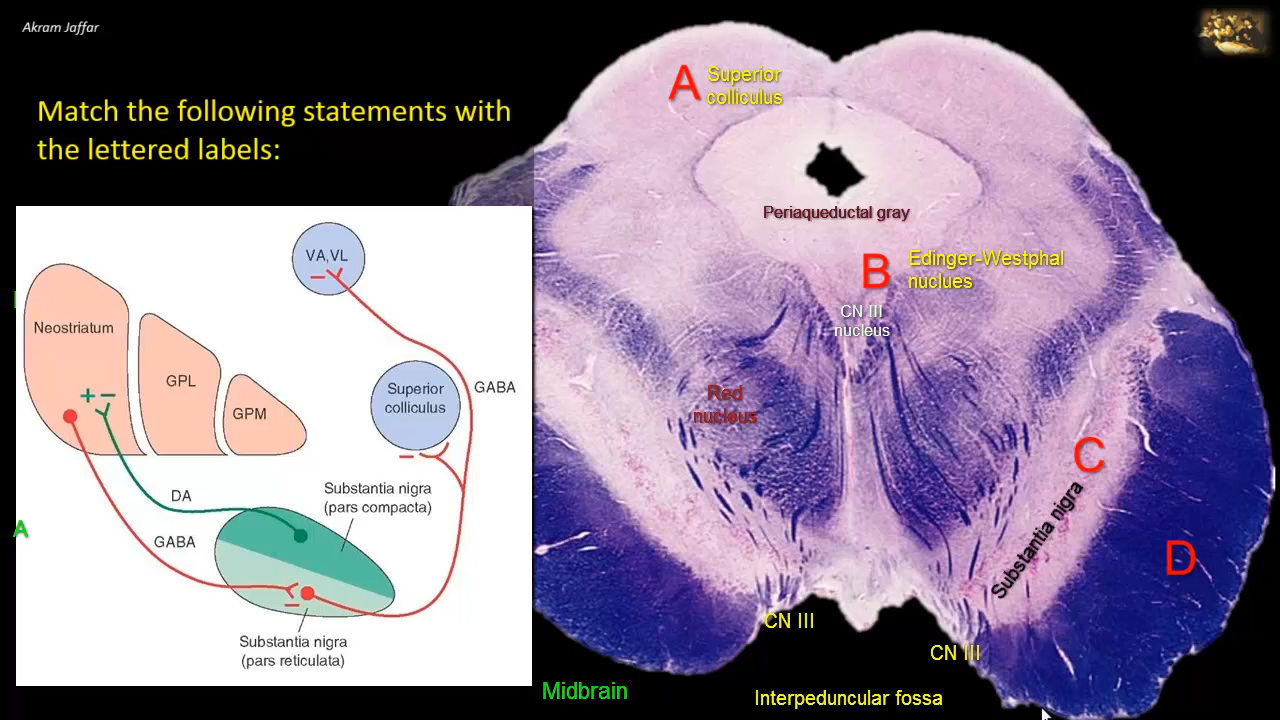 Akram Jaffar
Match the following statements with
the lettered labels:
A
Superior
colliculus
Periaqueductal gray
B
Edinger-Westphal
nuclues
CN III
nucleus
Red
nucleus
C
Substantia nigra
D
CN III
CN III
Midbrain
Interpeduncular fossa
VA,VL
−
Neostriatum
GPL
GPM
+ −
Superior
colliculus
GABA
−
DA
GABA
Substantia nigra
(pars compacta)
−
Substantia nigra
(pars reticulata)
A